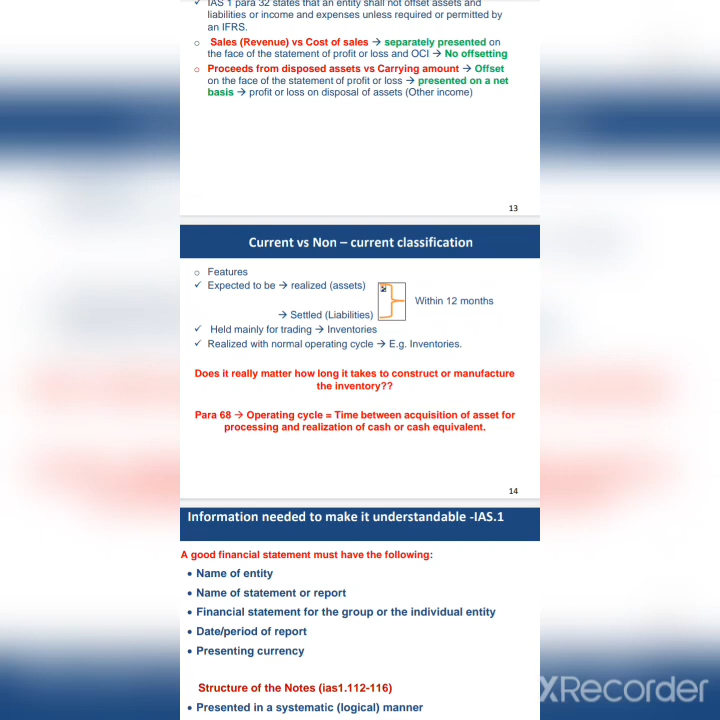 ✓ IAS 1 para 32 states that an entity shall not offset assets and
liabilities or income and expenses unless required or permitted by
an IFRS.
o Sales (Revenue) vs Cost of sales → separately presented on
the face of the statement of profit or loss and OCI → No offsetting
o Proceeds from disposed assets vs Carrying amount → Offset
on the face of the statement of profit or loss → presented on a net
basis → profit or loss on disposal of assets (Other income)
13
Current vs Non – current classification
o Features
✓ Expected to be → realized (assets)
Within 12 months
→ Settled (Liabilities)
✓ Held mainly for trading → Inventories
✓ Realized with normal operating cycle → E.g. Inventories.
Does it really matter how long it takes to construct or manufacture
the inventory??
Para 68 → Operating cycle = Time between acquisition of asset for
processing and realization of cash or cash equivalent.
14
Information needed to make it understandable -IAS.1
A good financial statement must have the following:
• Name of entity
• Name of statement or report
• Financial statement for the group or the individual entity
• Date/period of report
• Presenting currency
Structure of the Notes (ias1.112-116)
• Presented in a systematic (logical) manner
XRecorder